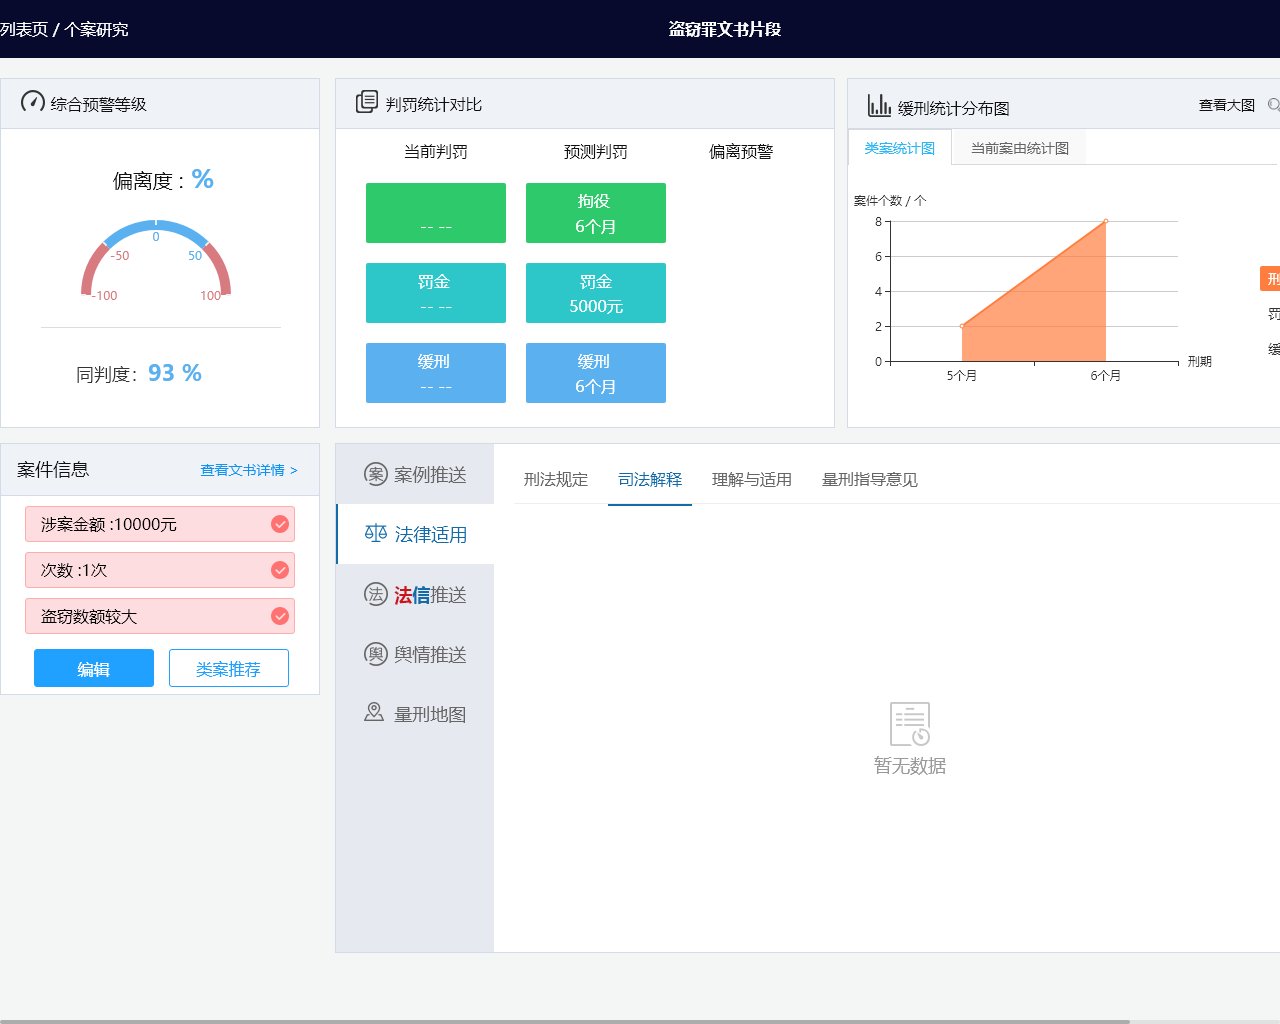 列表页 / 个案研究
盗窃罪文书片段
综合预警等级
偏离度 : %
0
-50
50
-100
100
同判度: 93 %
判罚统计对比
当前判罚
预测判罚
偏离预警
-- --
拘役
6个月
罚金
-- --
罚金
5000元
缓刑
-- --
缓刑
6个月
缓刑统计分布图
查看大图
类案统计图
当前案由统计图
案件个数 / 个
8
6
4
2
0
5个月
6个月
刑期
刑
罚
缓
案件信息
查看文书详情 >
涉案金额 :10000元
次数 :1次
盗窃数额较大
编辑
类案推荐
案 案例推送
法律适用
法 法信推送
舆 舆情推送
量刑地图
刑法规定
司法解释
理解与适用
量刑指导意见
暂无数据